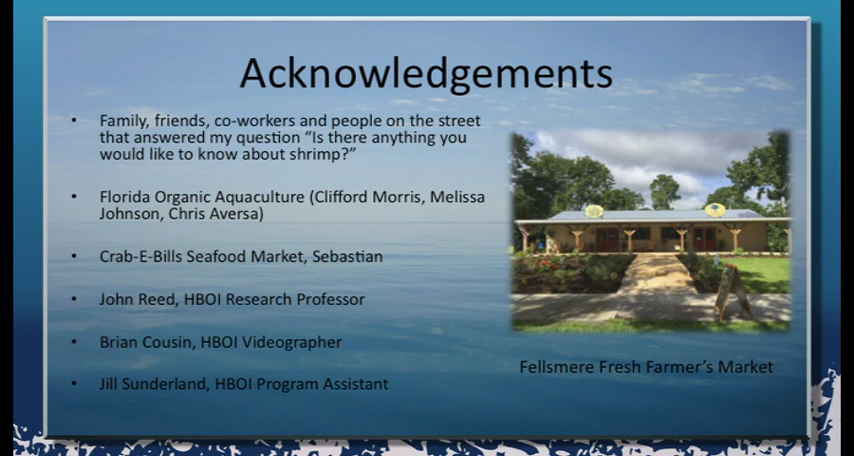 Acknowledgements
• Family, friends, co-workers and people on the street
that answered my question “Is there anything you
would like to know about shrimp?”
• Florida Organic Aquaculture (Clifford Morris, Melissa
Johnson, Chris Aversa)
• Crab-E-Bills Seafood Market, Sebastian
• John Reed, HBOI Research Professor
• Brian Cousin, HBOI Videographer
• Jill Sunderland, HBOI Program Assistant
Fellsmere Fresh Farmer’s Market